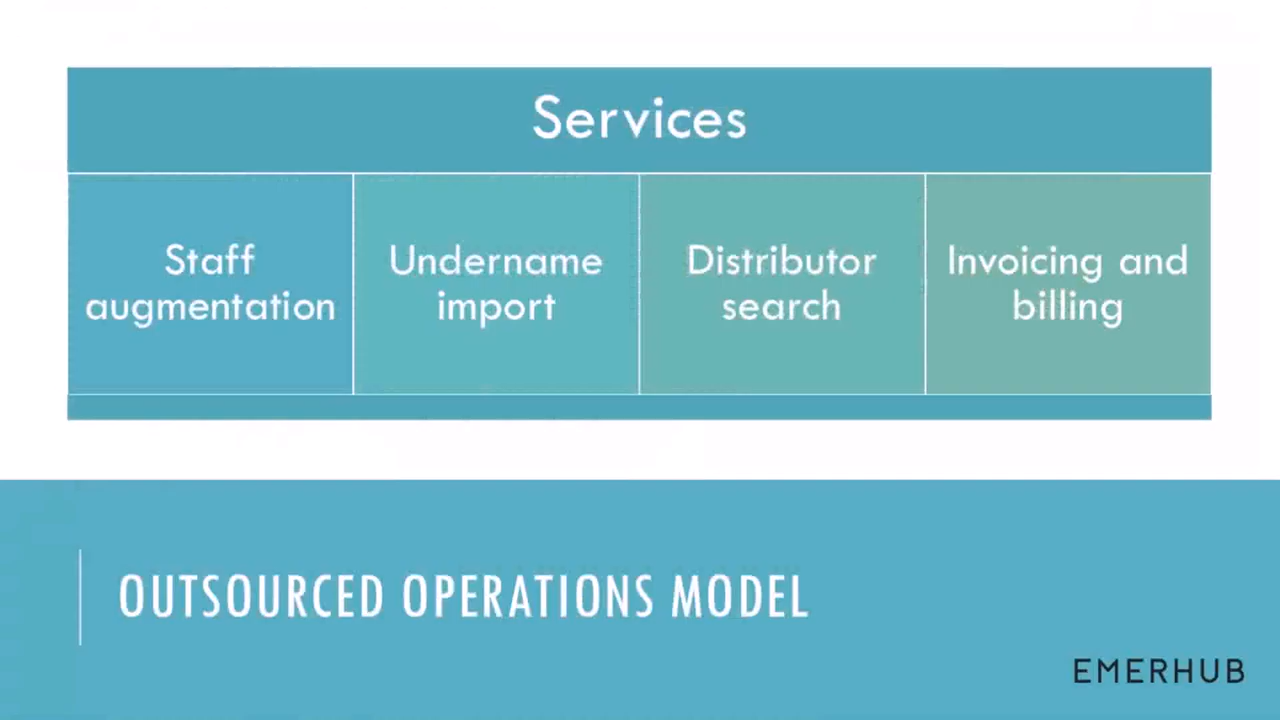 Services
Staff
augmentation
Undername
import
Distributor
search
Invoicing and
billing
OUTSOURCED OPERATIONS MODEL
EMERHUB